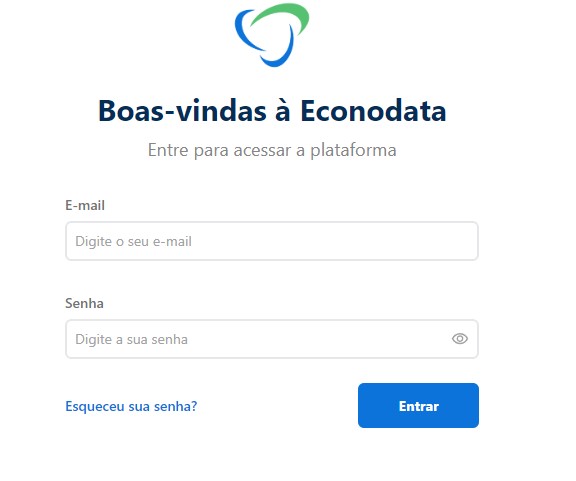 Boas-vindas à Econodata
Entre para acessar a plataforma
E-mail
Digite o seu e-mail
Senha
Digite a sua senha
Esqueceu sua senha?
Entrar